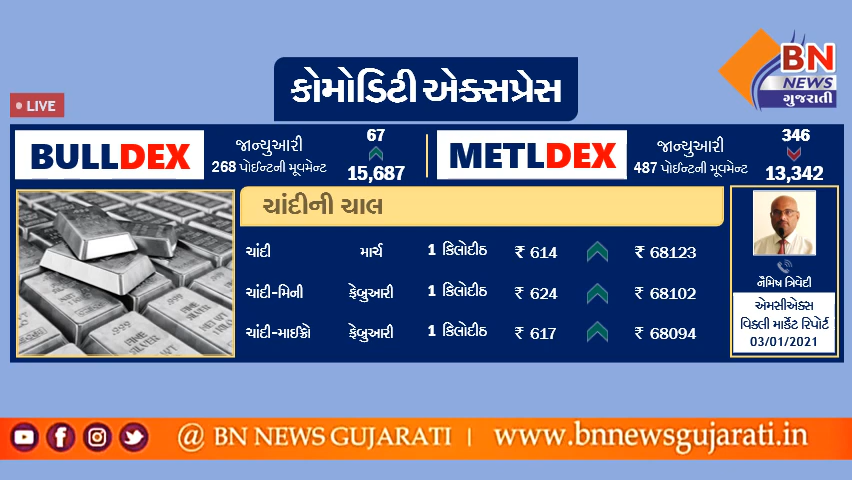 કોમોડિટી એક્સપ્રેસ
BN
NEWS
ગુજરાતી
LIVE
BULLDEX
જાન્યુઆરી
268 પોઈન્ટની મૂવમેન્ટ
67
15,687
METLDEX
જાન્યુઆરી
487 પોઈન્ટની મૂવમેન્ટ
346
13,342
ચાંદીની ચાલ
ચાંદી માર્ચ 1 કિલોદીઠ ₹ 614 ₹ 68123
ચાંદી-મિની ફેબ્રુઆરી 1 કિલોદીઠ ₹ 624 ₹ 68102
ચાંદી-માઈક્રો ફેબ્રુઆરી 1 કિલોદીઠ ₹ 617 ₹ 68094
નૈમિષ ત્રિવેદી
એમસીએક્સ
વિકલી માર્કેટ રિપોર્ટ
03/01/2021
@ BN NEWS GUJARATI | www.bnnewsgujarati.in